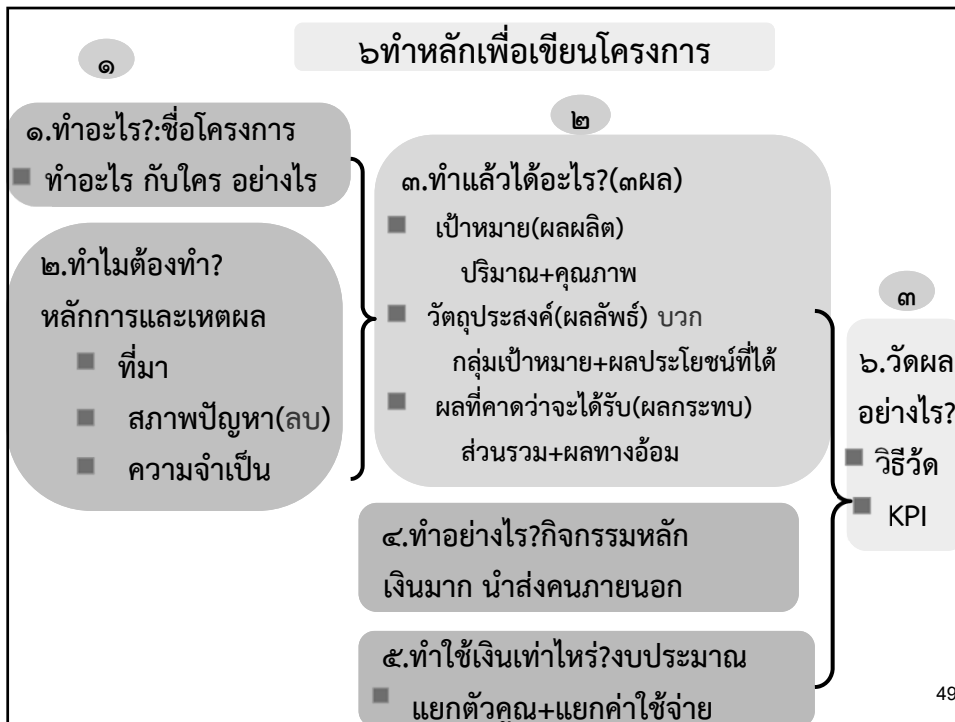 ๖ทำหลักเพื่อเขียนโครงการ
๑
๑.ทำอะไร?:ชื่อโครงการ
ทำอะไร กับใคร อย่างไร
๒.ทำไมต้องทำ?
หลักการและเหตผล
ที่มา
สภาพปัญหา(ลบ)
ความจำเป็น
๒
๓.ทำแล้วได้อะไร?(๓ผล)
เป้าหมาย(ผลผลิต)
ปริมาณ+คุณภาพ
วัตถุประสงค์(ผลลัพธ์) บวก
กลุ่มเป้าหมาย+ผลประโยชน์ที่ได้
ผลที่คาดว่าจะได้รับ(ผลกระทบ)
ส่วนรวม+ผลทางอ้อม
๔.ทำอย่างไร?กิจกรรมหลัก
เงินมาก นำส่งคนภายนอก
๕.ทำใช้เงินเท่าไหร่?งบประมาณ
แยกตัวคูณ+แยกค่าใช้จ่าย
๓
๖.วัดผล
อย่างไร?
วิธีวัด
KPI
49